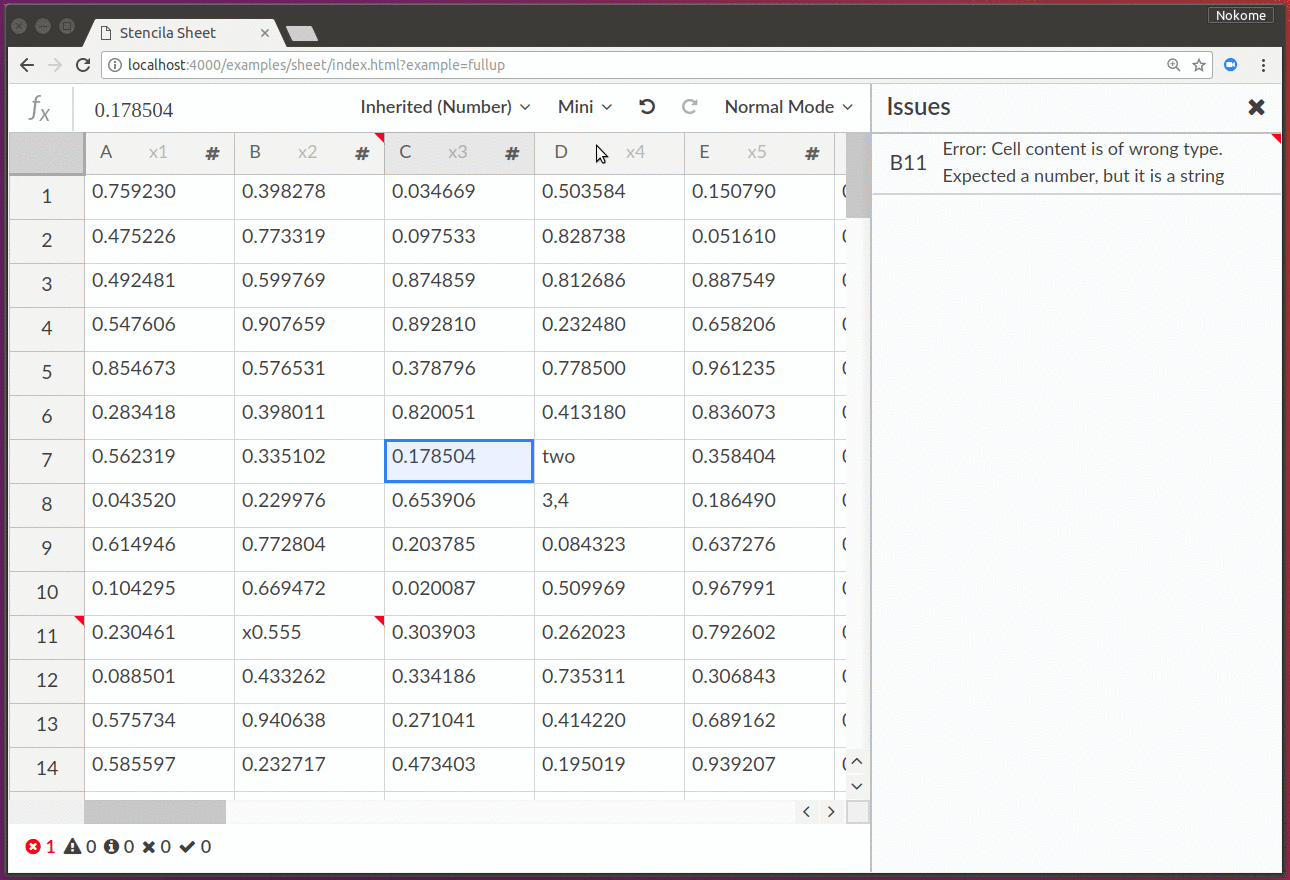 Nokome
Stencila Sheet
localhost:4000/examples/sheet/index.html?example=fullup
fx 0.178504 Inherited (Number) Mini Normal Mode
Issues
A x1 # B x2 # C x3 # D x4 E x5 #
1 0.759230 0.398278 0.034669 0.503584 0.150790
2 0.475226 0.773319 0.097533 0.828738 0.051610
3 0.492481 0.599769 0.874859 0.812686 0.887549
4 0.547606 0.907659 0.892810 0.232480 0.658206
5 0.854673 0.576531 0.378796 0.778500 0.961235
6 0.283418 0.398011 0.820051 0.413180 0.836073
7 0.562319 0.335102 0.178504 two 0.358404
8 0.043520 0.229976 0.653906 3,4 0.186490
9 0.614946 0.772804 0.203785 0.084323 0.637276
10 0.104295 0.669472 0.020087 0.509969 0.967991
11 0.230461 x0.555 0.303903 0.262023 0.792602
12 0.088501 0.433262 0.334186 0.735311 0.306843
13 0.575734 0.940638 0.271041 0.414220 0.689162
14 0.585597 0.232717 0.473403 0.195019 0.939207
1 0 0 0 0
B11
Error: Cell content is of wrong type.
Expected a number, but it is a string